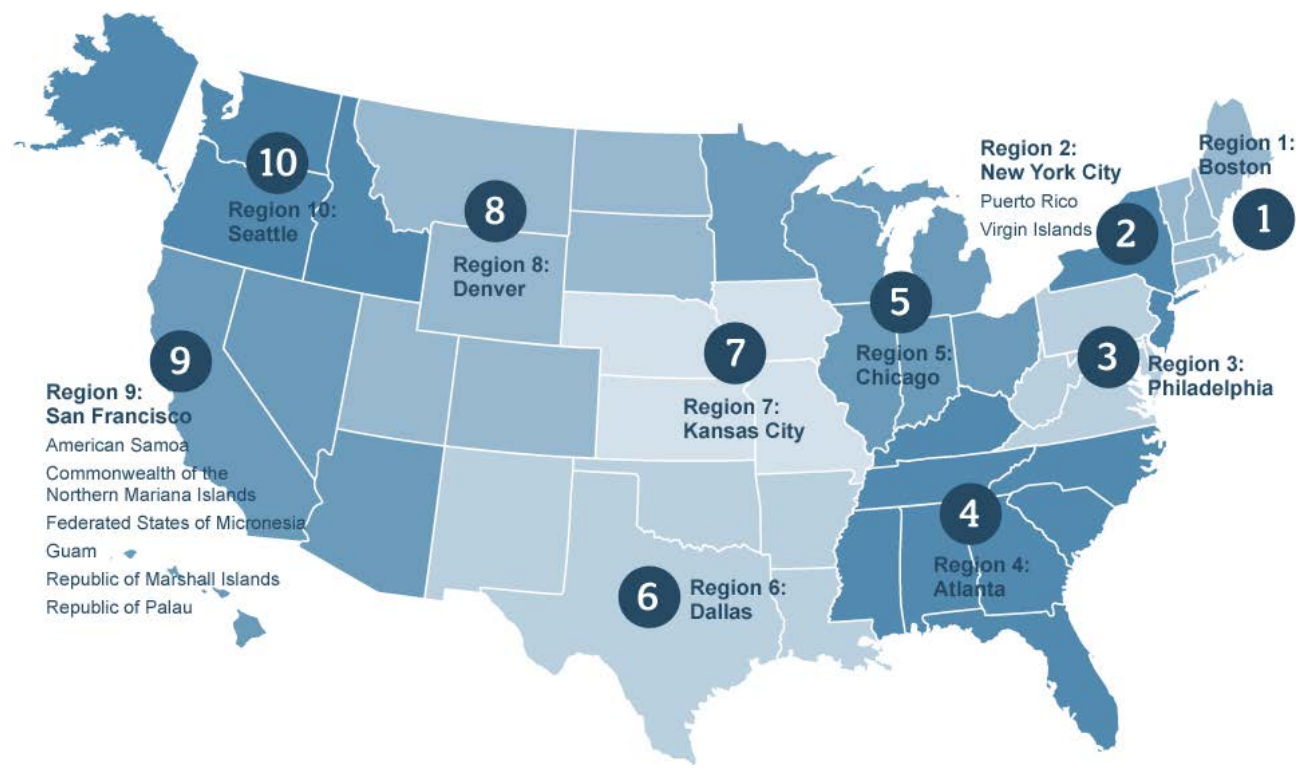 1
Region 1:
Boston
2
Region 2:
New York City
Puerto Rico
Virgin Islands
3
Region 3:
Philadelphia
4
Region 4:
Atlanta
5
Region 5:
Chicago
6
Region 6:
Dallas
7
Region 7:
Kansas City
8
Region 8:
Denver
9
Region 9:
San Francisco
American Samoa
Commonwealth of the
Northern Mariana Islands
Federated States of Micronesia
Guam
Republic of Marshall Islands
Republic of Palau
10
Region 10:
Seattle